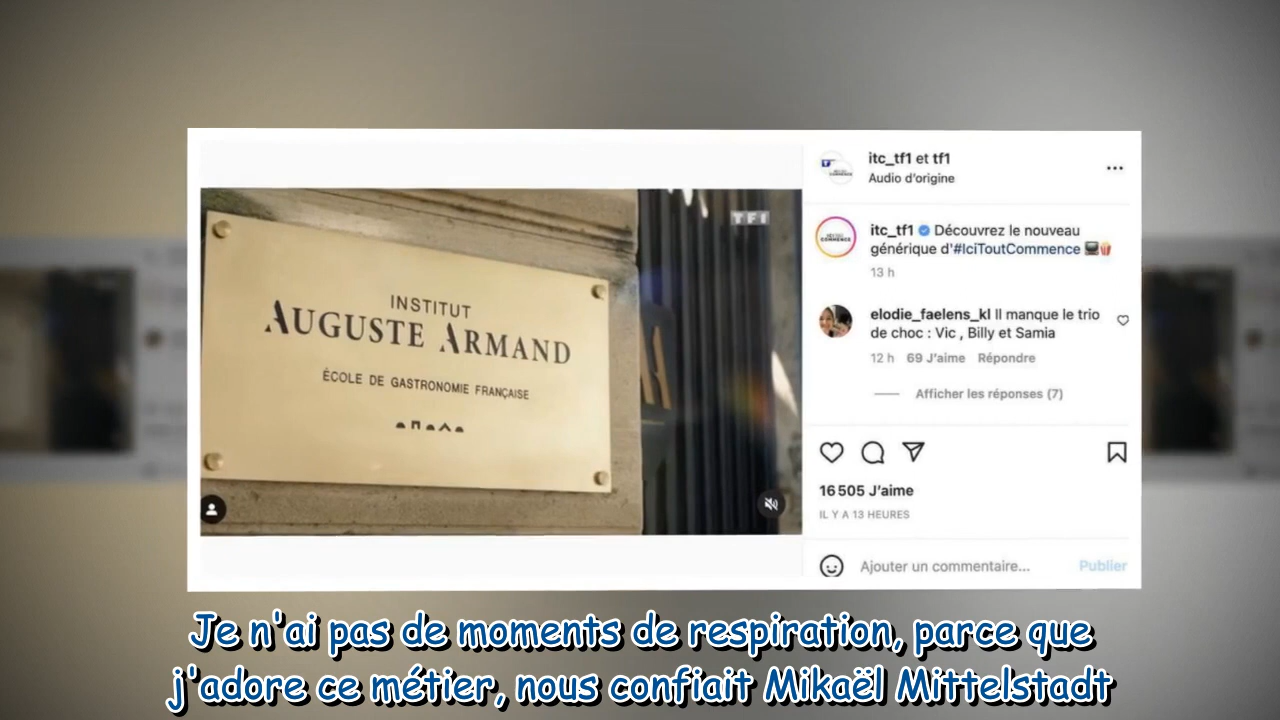 INSTITUT
AUGUSTE ARMAND
ÉCOLE DE GASTRONOMIE FRANÇAISE
TF1
itc_tf1 et tf1
Audio d'origine
itc_tf1 Découvrez le nouveau
générique d'#IciToutCommence
13 h
elodie_faelens_kl Il manque le trio
de choc : Vic , Billy et Samia
12 h 69 J'aime Répondre
Afficher les réponses (7)
16 505 J'aime
IL Y A 13 HEURES
Ajouter un commentaire... Publier
Je n'ai pas de moments de respiration, parce que
j'adore ce métier, nous confiait Mikaël Mittelstadt